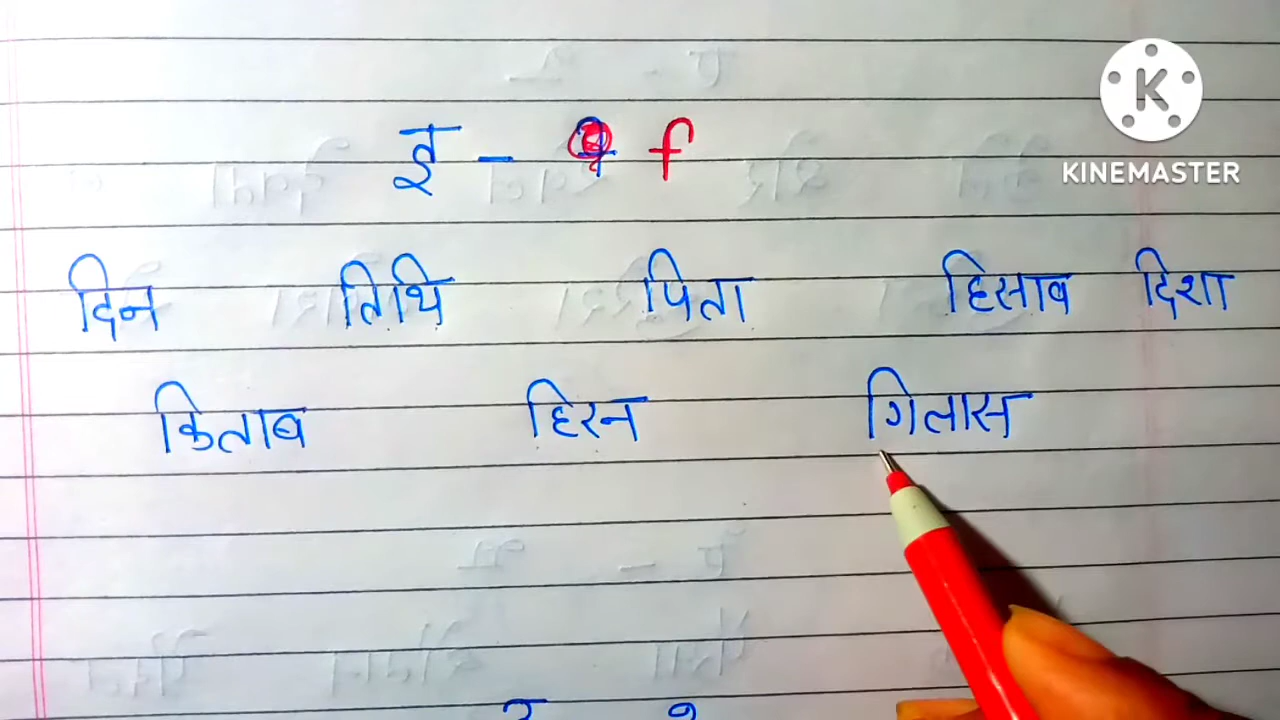 इ - ि
दिन तिथि पिता हिसाब दिशा
किताब हिरन गिलास
KINEMASTER